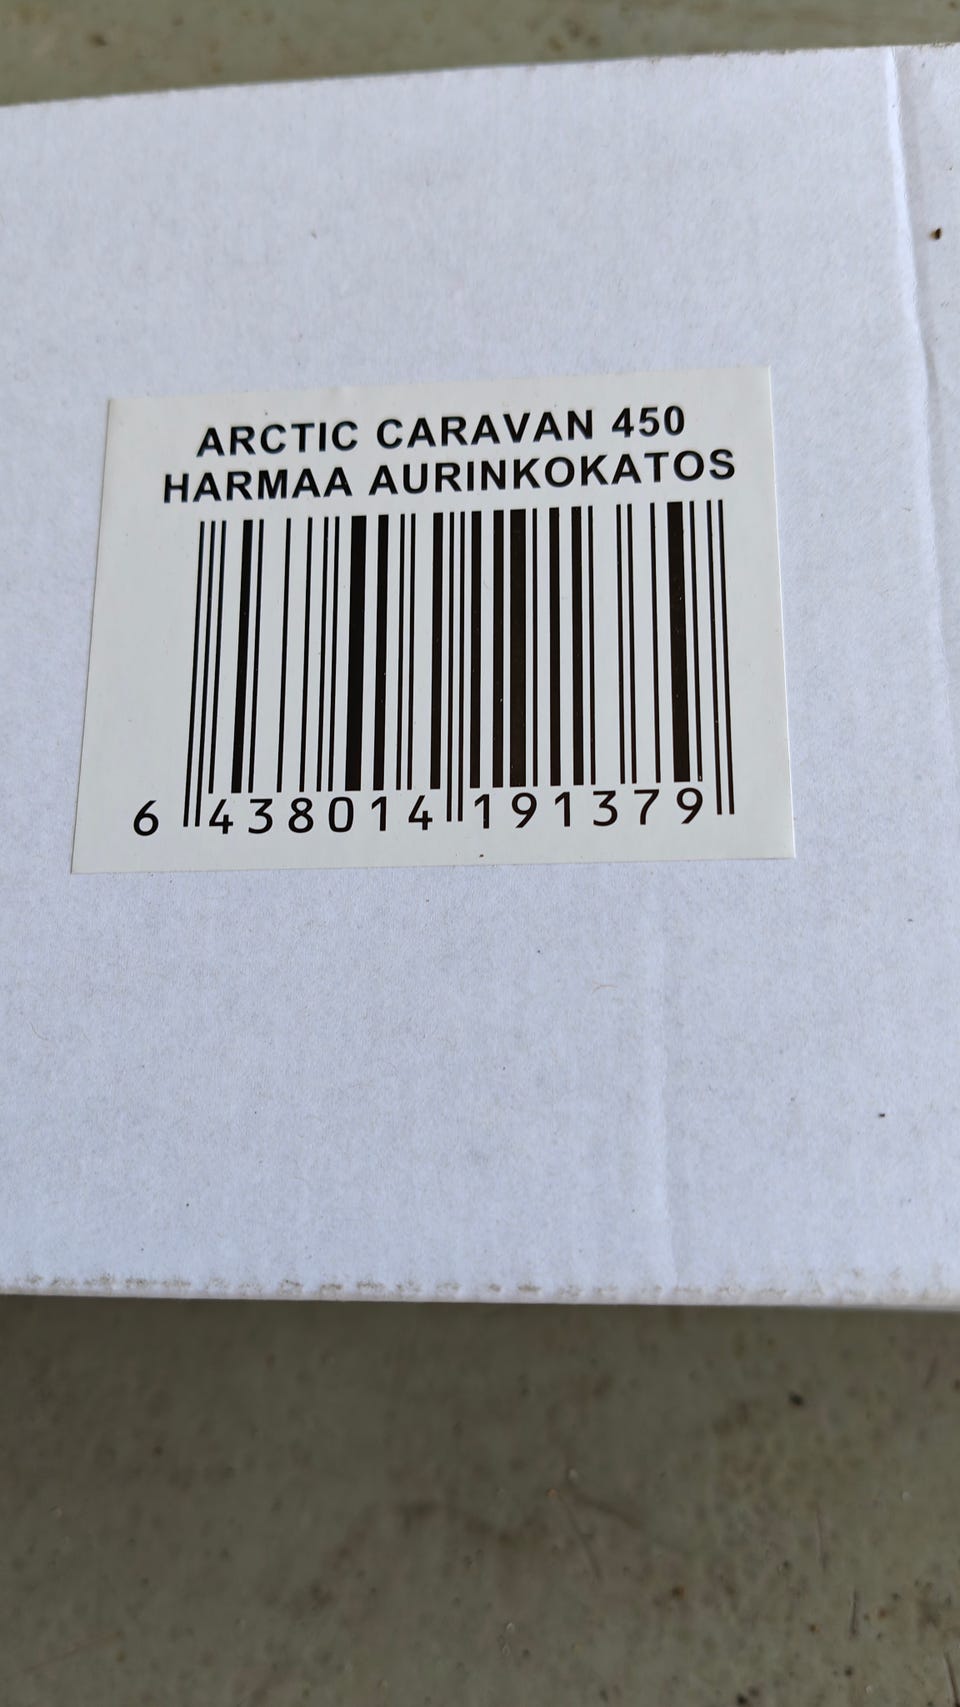 ARCTIC CARAVAN 450
HARMAA AURINKOKATOS
6 438014 191379